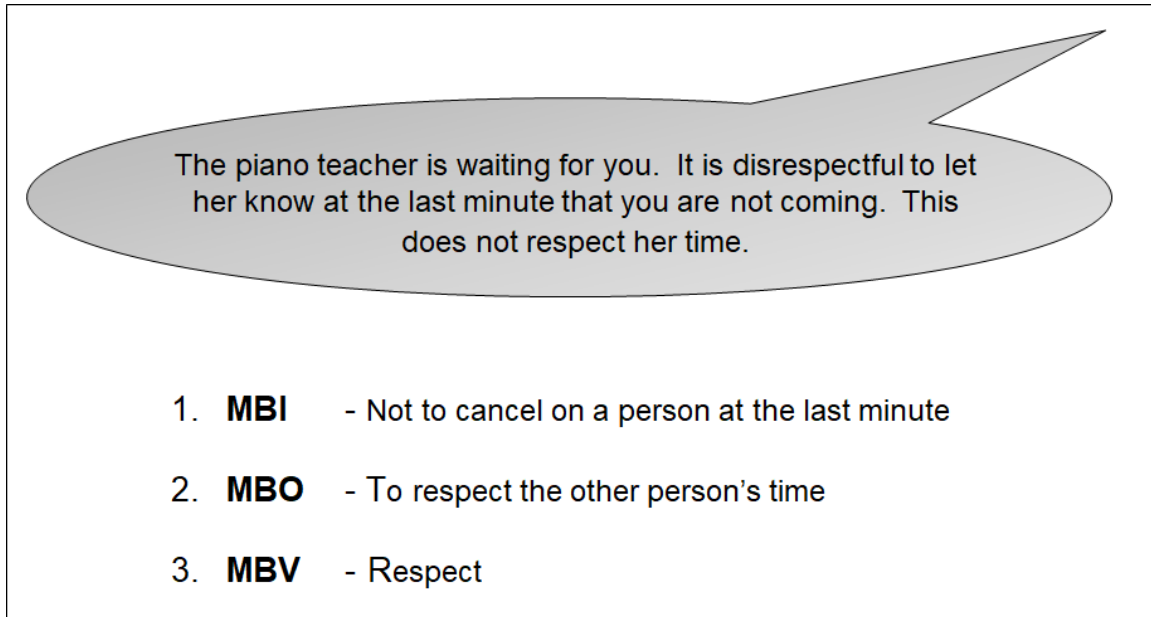 The piano teacher is waiting for you.  It is disrespectful to let
her know at the last minute that you are not coming.  This
does not respect her time.
1. MBI - Not to cancel on a person at the last minute
2. MBO - To respect the other person’s time
3. MBV - Respect